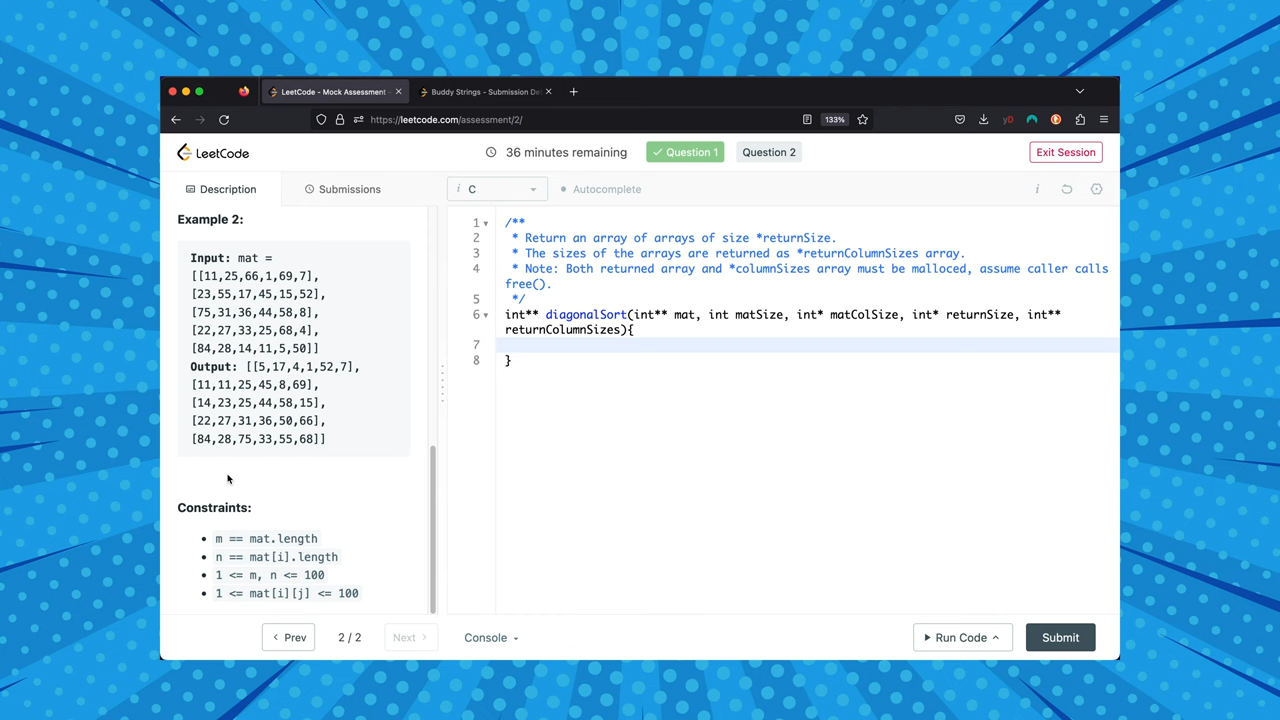 LeetCode - Mock Assessment
Buddy Strings - Submission De
https://leetcode.com/assessment/2/
133%
LeetCode
36 minutes remaining
Question 1
Question 2
Exit Session
Description
Submissions
i C
Autocomplete
i
Example 2:
Input: mat =
[[11,25,66,1,69,7],
[23,55,17,45,15,52],
[75,31,36,44,58,8],
[22,27,33,25,68,4],
[84,28,14,11,5,50]]
Output: [[5,17,4,1,52,7],
[11,11,25,45,8,69],
[14,23,25,44,58,15],
[22,27,31,36,50,66],
[84,28,75,33,55,68]]
Constraints:
m == mat.length
n == mat[i].length
1 <= m, n <= 100
1 <= mat[i][j] <= 100
1 /**
2 * Return an array of arrays of size *returnSize.
3 * The sizes of the arrays are returned as *returnColumnSizes array.
4 * Note: Both returned array and *columnSizes array must be malloced, assume caller calls
free().
5 */
6 int** diagonalSort(int** mat, int matSize, int* matColSize, int* returnSize, int**
returnColumnSizes){
7
8 }
Prev
2 / 2
Next
Console
Run Code
Submit